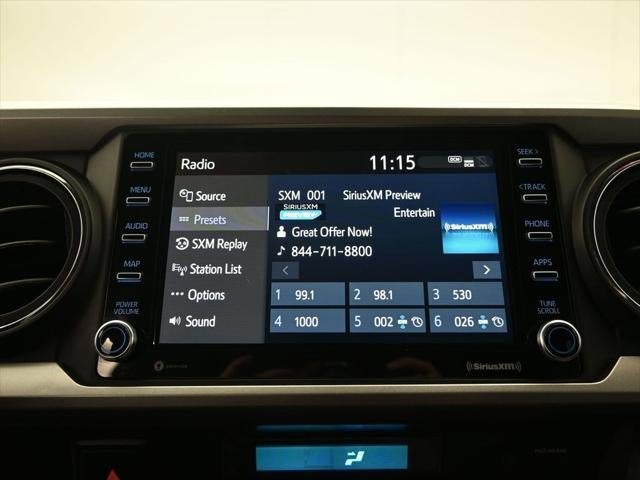 HOME
MENU
AUDIO
MAP
POWER
VOLUME
Radio
11:15
DCM
Source
Presets
SXM Replay
Station List
Options
Sound
SXM 001 SiriusXM Preview
SIRIUSXM
PREVIEW
Entertain
Great Offer Now!
844-711-8800
SiriusXM
1 99.1
2 98.1
3 530
4 1000
5 002
6 026
SEEK>
<TRACK
PHONE
APPS
TUNE
SCROLL
((SiriusXM))